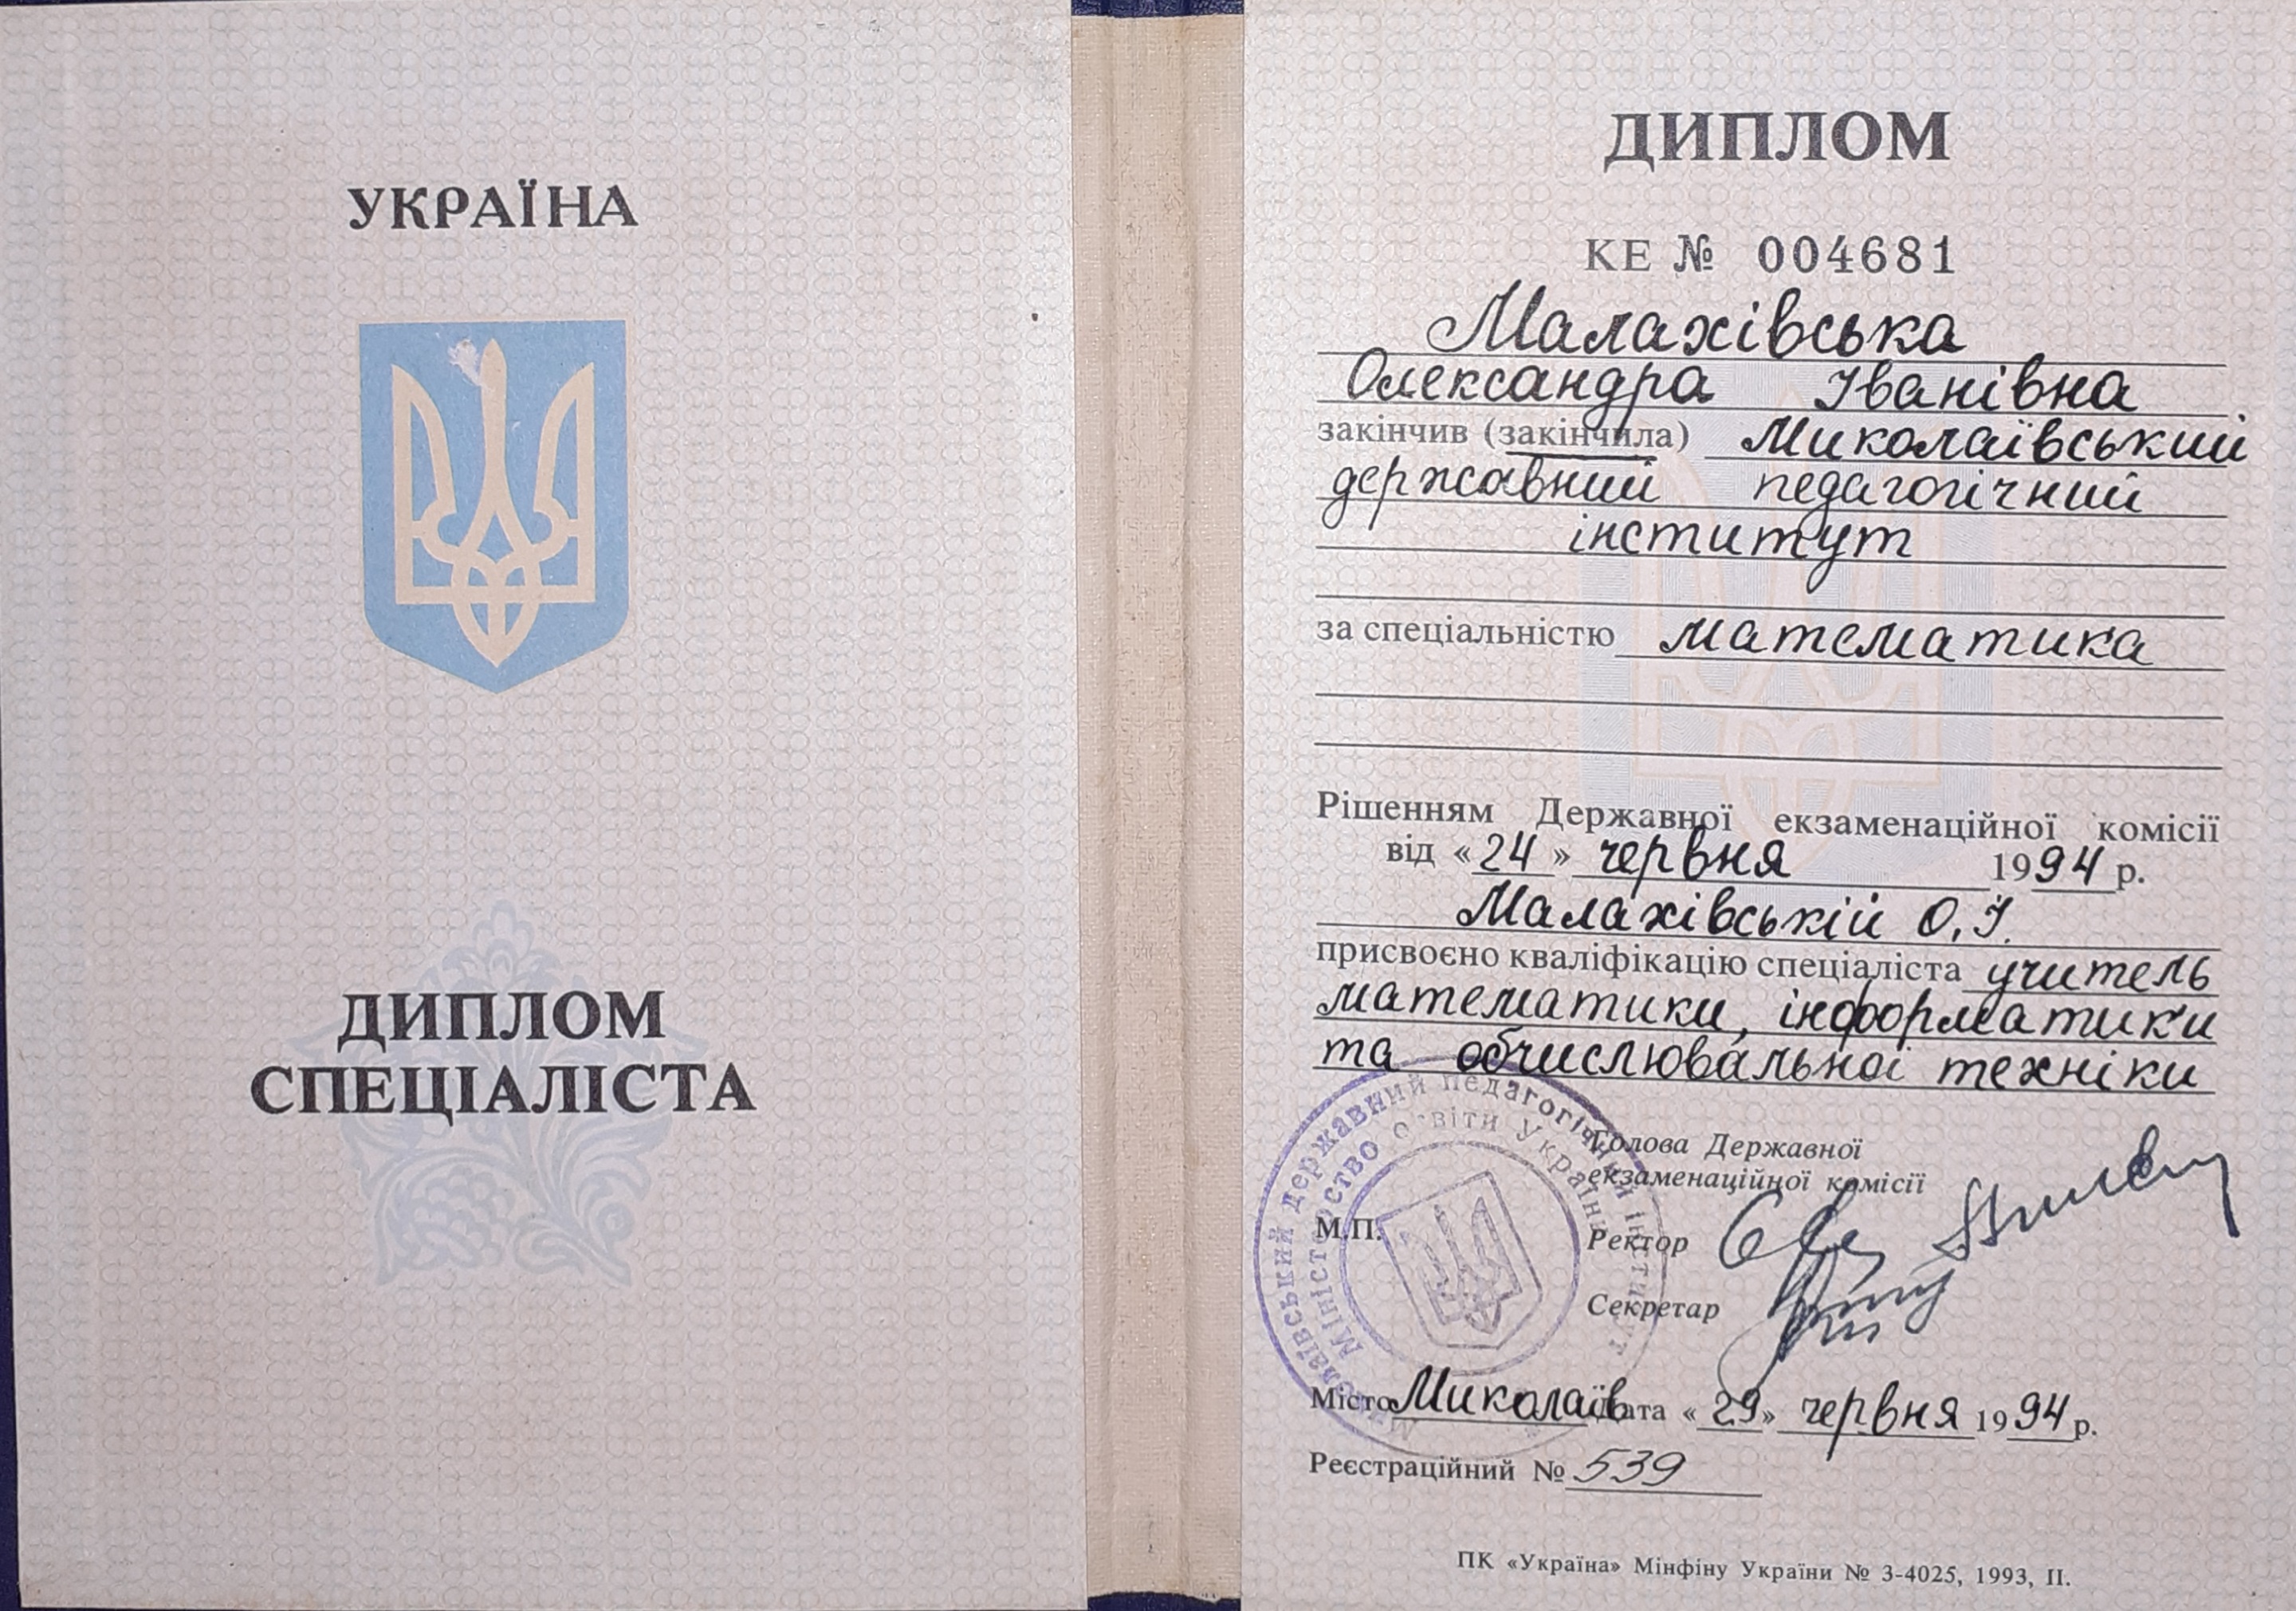 УКРАЇНА
ДИПЛОМ
СПЕЦІАЛІСТА
ДИПЛОМ
КЕ № 004681
Малахівська
Олександра Іванівна
закінчив (закінчила) Миколаївський
державний педагогічний
інститут
за спеціальністю математика
Рішенням Державної екзаменаційної комісії
від «24» червня 1994 р.
Малахівській О.І.
присвоєно кваліфікацію спеціаліста учитель
математики, інформатики
та обчислювальної техніки
Голова Державної
екзаменаційної комісії
М.П.
Ректор
Секретар
Місто Миколаїв Дата «29» червня 1994 р.
Реєстраційний № 539
ПК «Україна» Мінфіну України № 3-4025, 1993, II.
Миколаївський державний педагогічний інститут
Міністерство освіти України